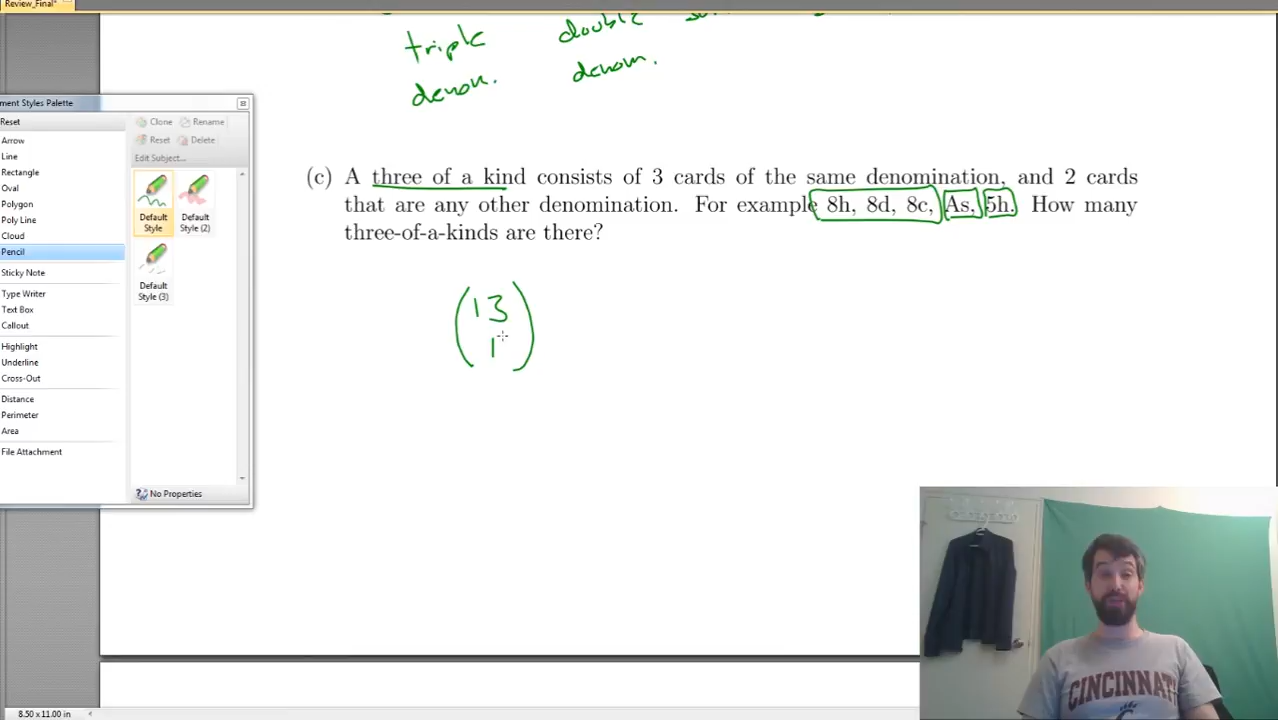 Review_Final*
triple
denom.
double
denom.
ment Styles Palette
Reset
Arrow
Line
Rectangle
Oval
Polygon
Poly Line
Cloud
Pencil
Sticky Note
Type Writer
Text Box
Callout
Highlight
Underline
Cross-Out
Distance
Perimeter
Area
File Attachment
Clone Rename
Reset Delete
Edit Subject...
Default Style
Default Style (2)
Default Style (3)
No Properties
(c) A three of a kind consists of 3 cards of the same denomination, and 2 cards
that are any other denomination. For example 8h, 8d, 8c, As, 5h. How many
three-of-a-kinds are there?
(13
1)
CINCINNATI
8.50 x 11.00 in